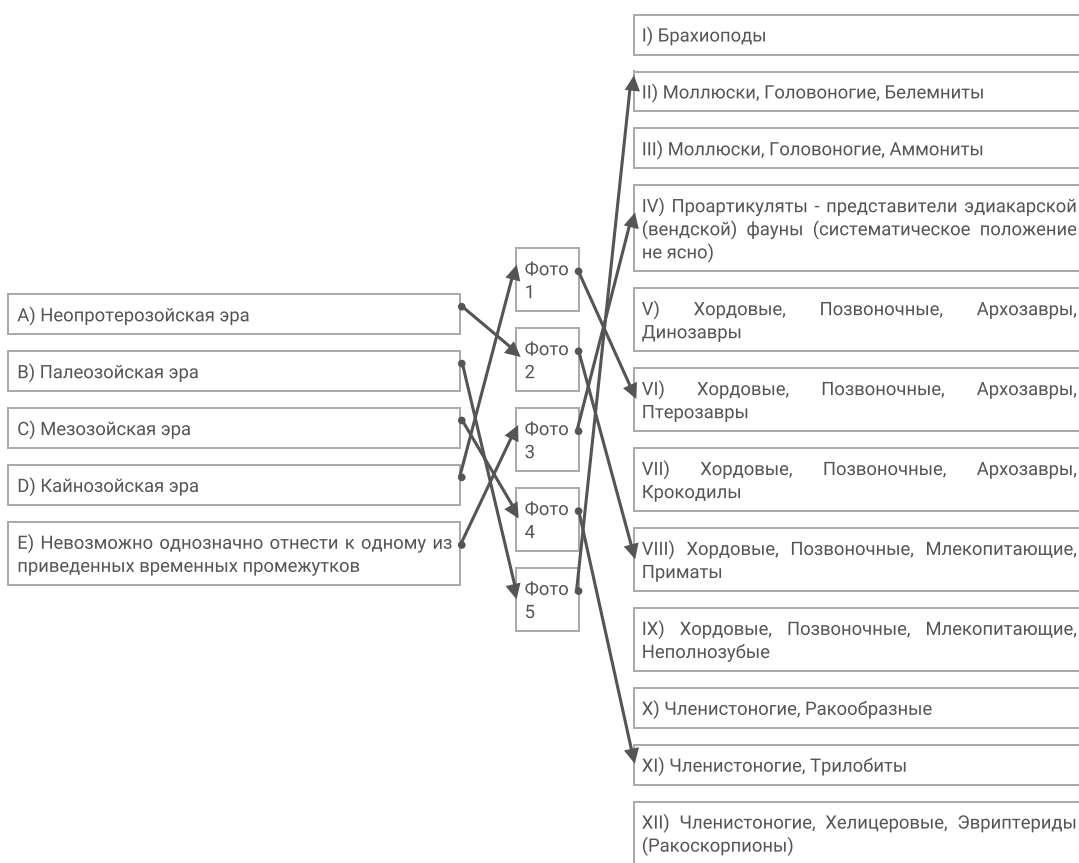 A) Неопротерозойская эра
B) Палеозойская эра
C) Мезозойская эра
D) Кайнозойская эра
E) Невозможно однозначно отнести к одному из
приведенных временных промежутков
Фото
1
Фото
2
Фото
3
Фото
4
Фото
5
I) Брахиоподы
II) Моллюски, Головоногие, Белемниты
III) Моллюски, Головоногие, Аммониты
IV) Проартикуляты - представители эдиакарской
(вендской) фауны (систематическое положение
не ясно)
V) Хордовые, Позвоночные, Архозавры,
Динозавры
VI) Хордовые, Позвоночные, Архозавры,
Птерозавры
VII) Хордовые, Позвоночные, Архозавры,
Крокодилы
VIII) Хордовые, Позвоночные, Млекопитающие,
Приматы
IX) Хордовые, Позвоночные, Млекопитающие,
Неполнозубые
X) Членистоногие, Ракообразные
XI) Членистоногие, Трилобиты
XII) Членистоногие, Хелицеровые, Эвриптериды
(Ракоскорпионы)